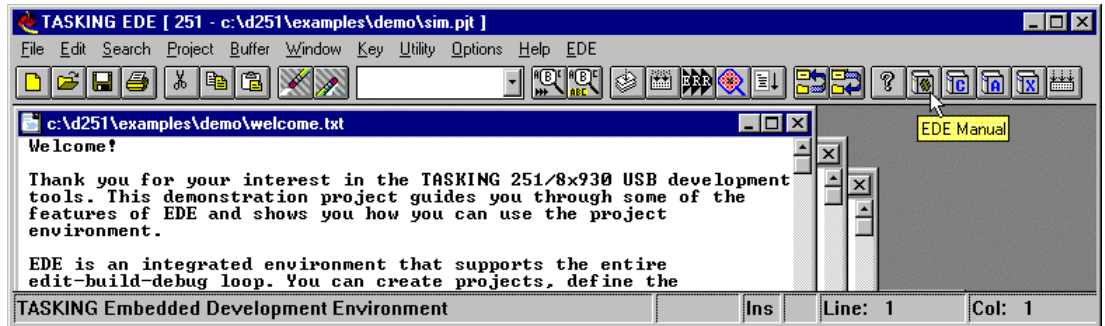 TASKING EDE [ 251 - c:\d251\examples\demo\sim.pjt ]
File Edit Search Project Buffer Window Key Utility Options Help EDE
c:\d251\examples\demo\welcome.txt
EDE Manual
Welcome!
Thank you for your interest in the TASKING 251/8x930 USB development
tools. This demonstration project guides you through some of the
features of EDE and shows you how you can use the project
environment.
EDE is an integrated environment that supports the entire
edit-build-debug loop. You can create projects, define the
TASKING Embedded Development Environment Ins Line: 1 Col: 1